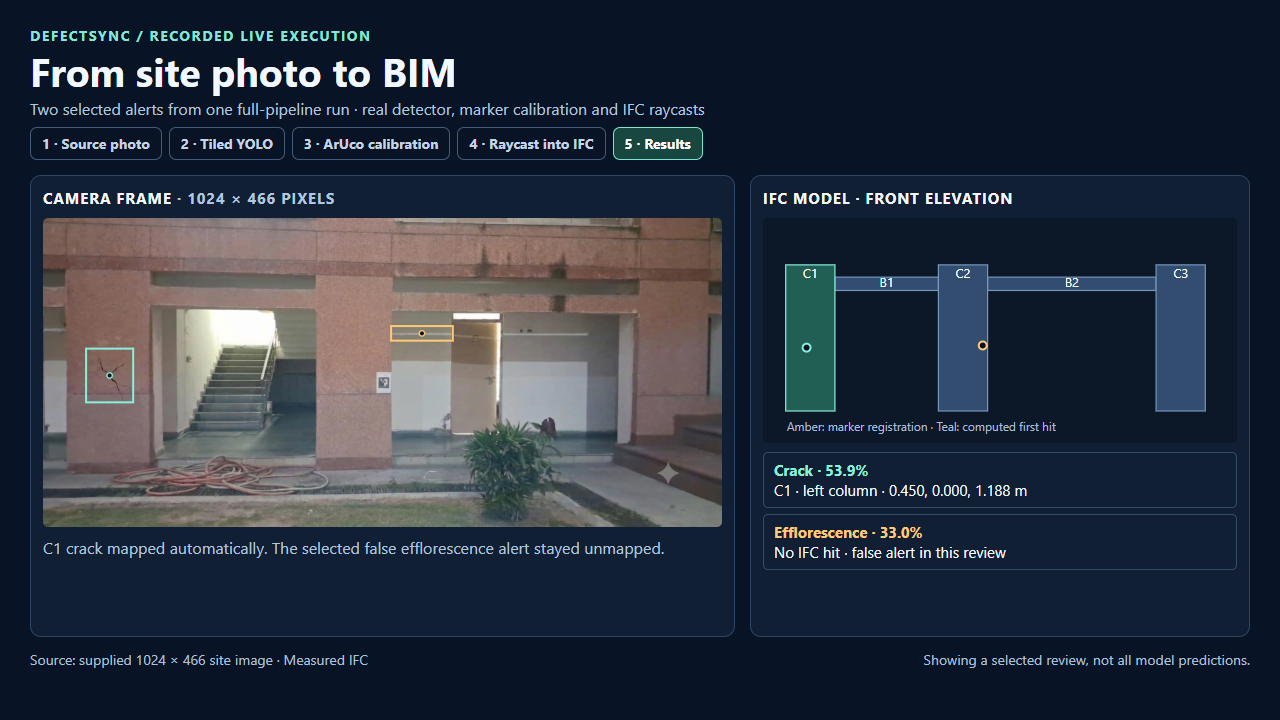 DEFECTSYNC / RECORDED LIVE EXECUTION
From site photo to BIM
Two selected alerts from one full-pipeline run · real detector, marker calibration and IFC raycasts
1 · Source photo
2 · Tiled YOLO
3 · ArUco calibration
4 · Raycast into IFC
5 · Results
CAMERA FRAME · 1024 × 466 PIXELS
C1 crack mapped automatically. The selected false efflorescence alert stayed unmapped.
IFC MODEL · FRONT ELEVATION
C1
B1
C2
B2
C3
Amber: marker registration · Teal: computed first hit
Crack · 53.9%
C1 · left column · 0.450, 0.000, 1.188 m
Efflorescence · 33.0%
No IFC hit · false alert in this review
Source: supplied 1024 × 466 site image · Measured IFC
Showing a selected review, not all model predictions.